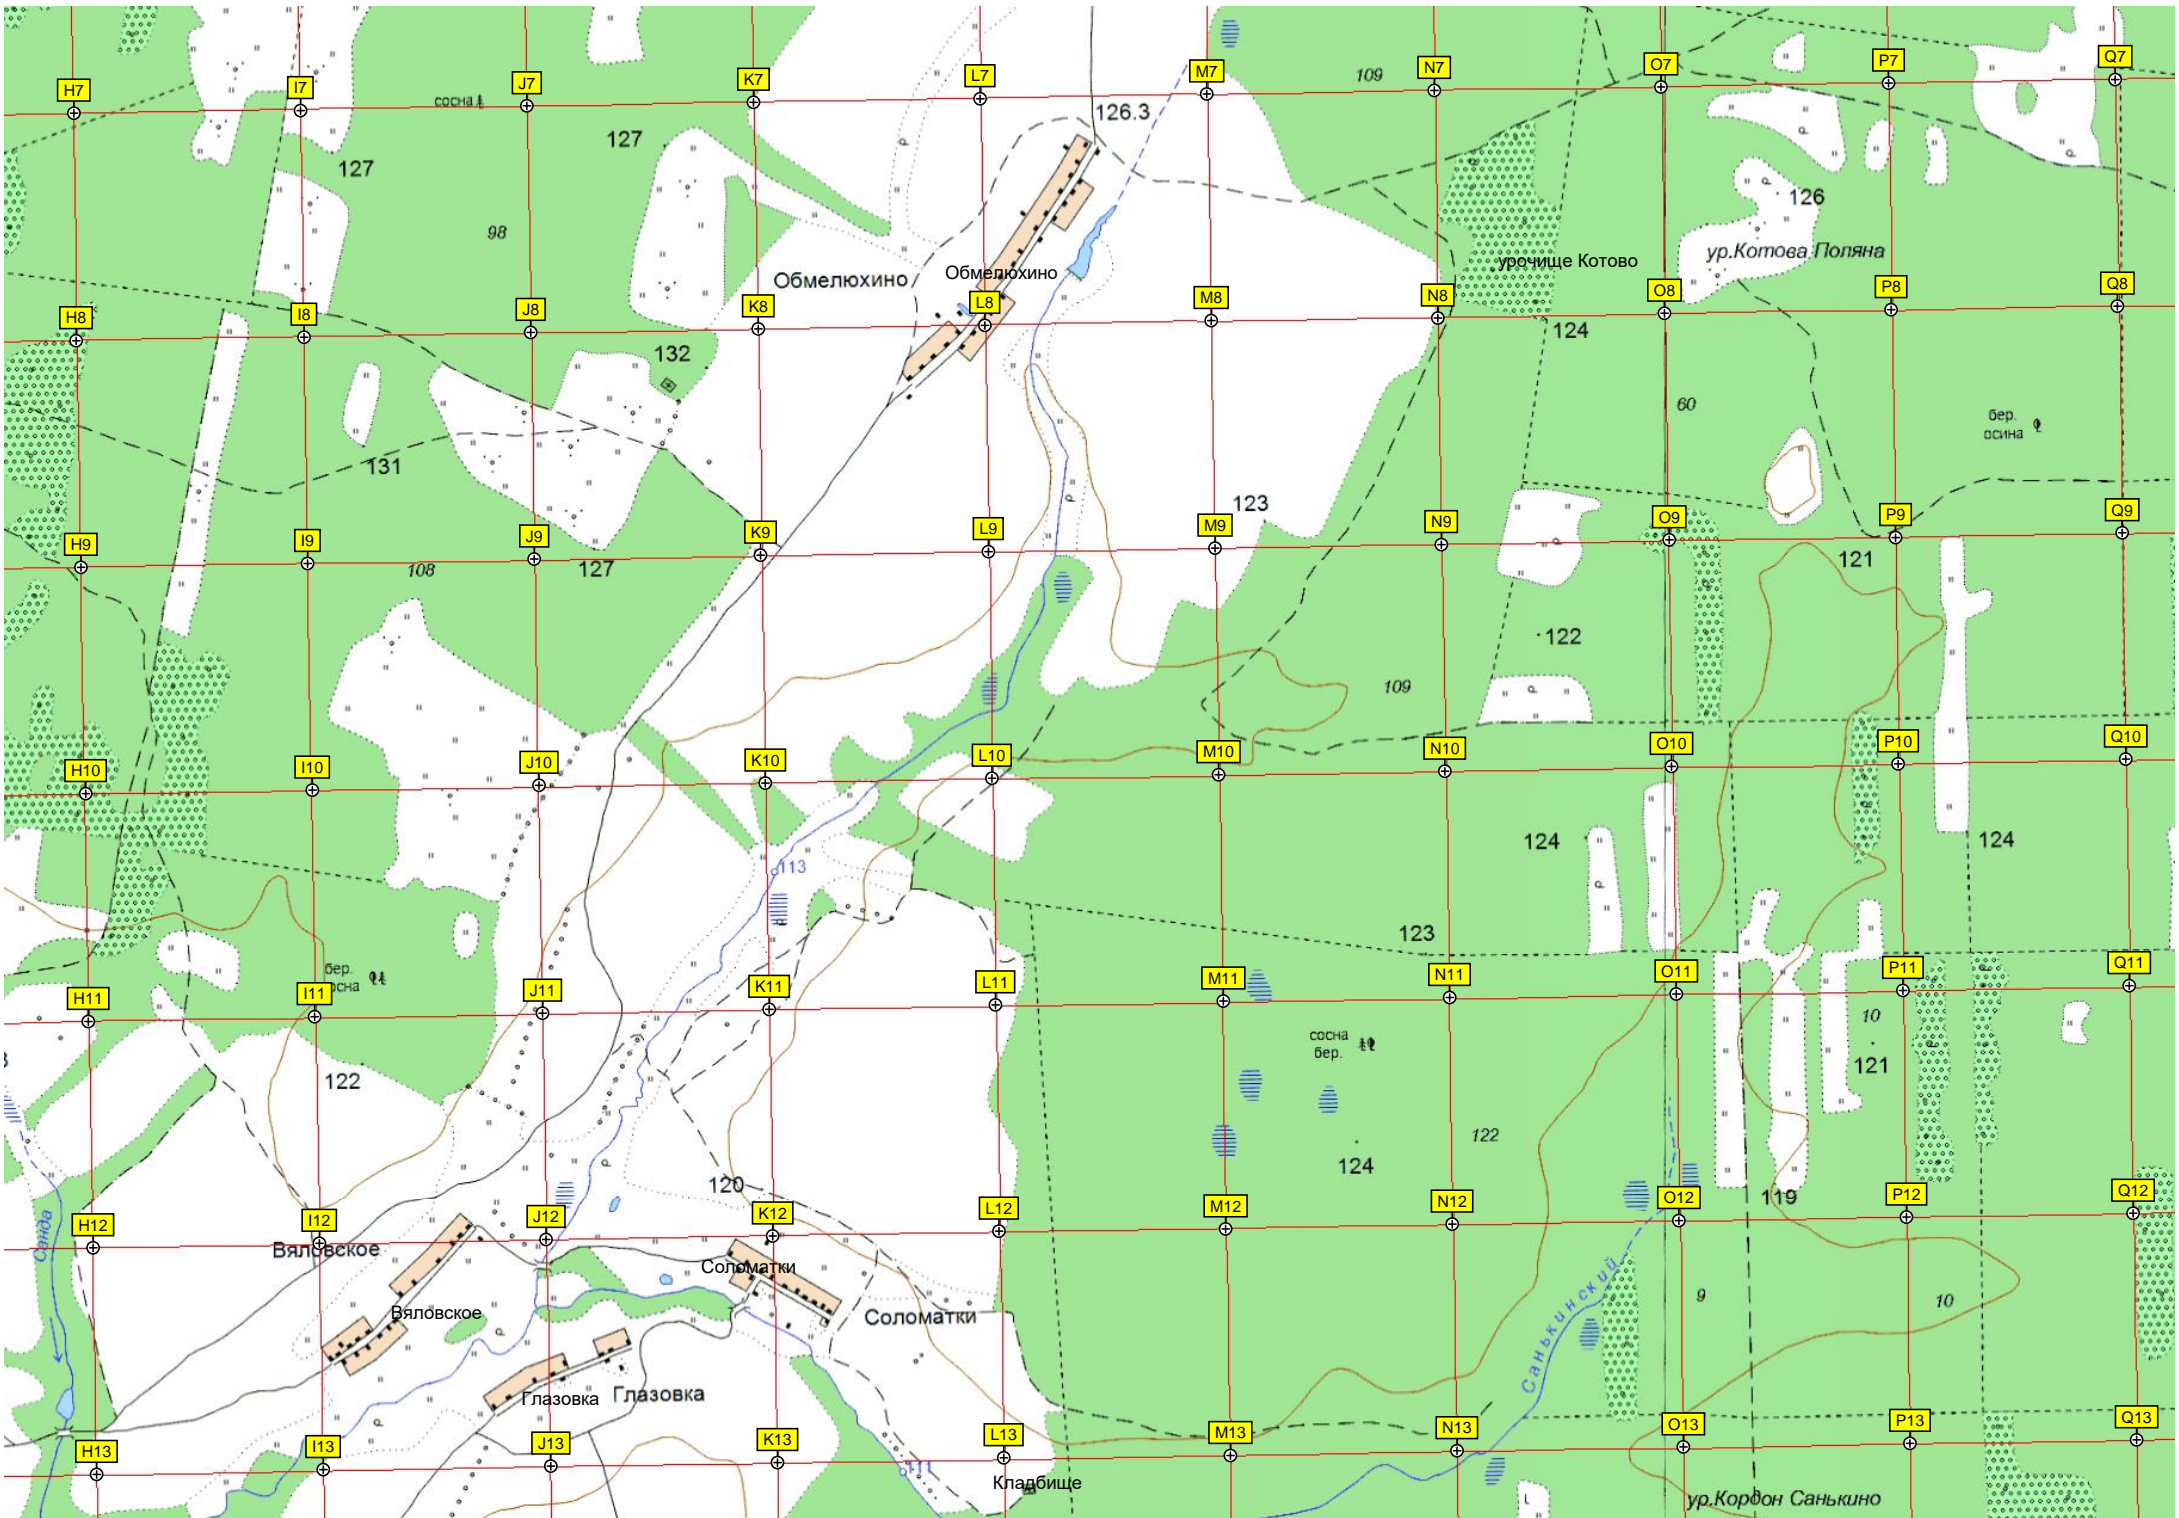 H7
I7
J7
K7
L7
M7
N7
O7
P7
Q7
109
сосна
126.3
127
127
126
98
ур.Котова Поляна
урочище Котово
Обмелюхино
Обмелюхино
H8
I8
J8
K8
L8
M8
N8
O8
P8
Q8
124
132
60
бер.
осина
131
123
H9
I9
J9
K9
L9
M9
N9
O9
P9
Q9
108
127
121
122
109
H10
I10
J10
K10
L10
M10
N10
O10
P10
Q10
124
124
113
123
бер.
H11
I11
J11
K11
L11
M11
N11
O11
P11
Q11
10
сосна
бер.
121
122
122
124
120
119
H12
I12
J12
K12
L12
M12
N12
O12
P12
Q12
Санда
Вяловское
Соломатки
Санькинский
9
10
Вяловское
Соломатки
Глазовка
Глазовка
H13
I13
J13
K13
L13
M13
N13
O13
P13
Q13
111
Кладбище
ур.Кордон Санькино